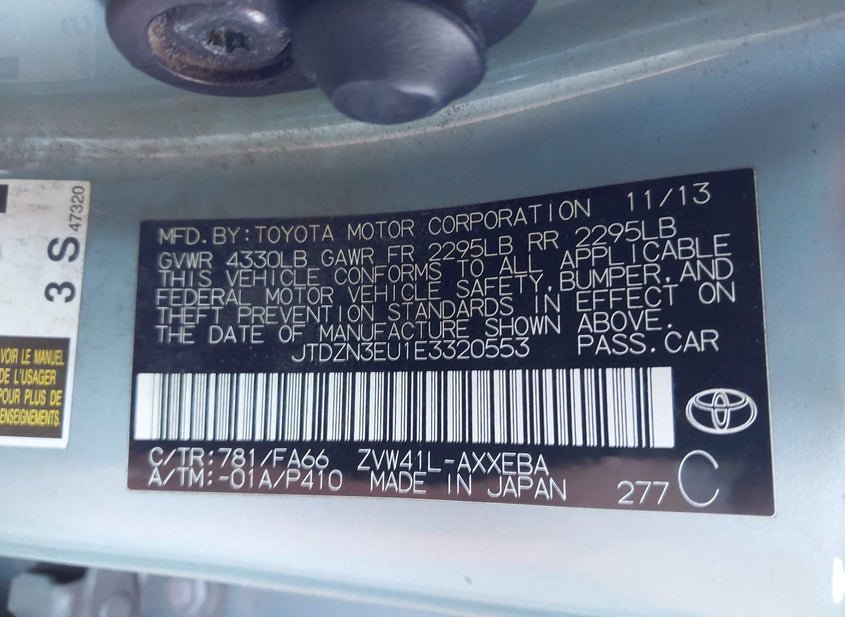 3 S
47320
VOIR LE MANUEL
DE L'USAGER
POUR PLUS DE
RENSEIGNEMENTS.
MFD. BY: TOYOTA MOTOR CORPORATION 11/13
GVWR 4330LB GAWR FR 2295LB RR 2295LB
THIS VEHICLE CONFORMS TO ALL APPLICABLE
FEDERAL MOTOR VEHICLE SAFETY, BUMPER, AND
THEFT PREVENTION STANDARDS IN EFFECT ON
THE DATE OF MANUFACTURE SHOWN ABOVE.
JTDZN3EU1E3320553 PASS.CAR
C/TR:781/FA66 ZVW41L-AXXEBA
A/TM:-01A/P410 MADE IN JAPAN 277 C